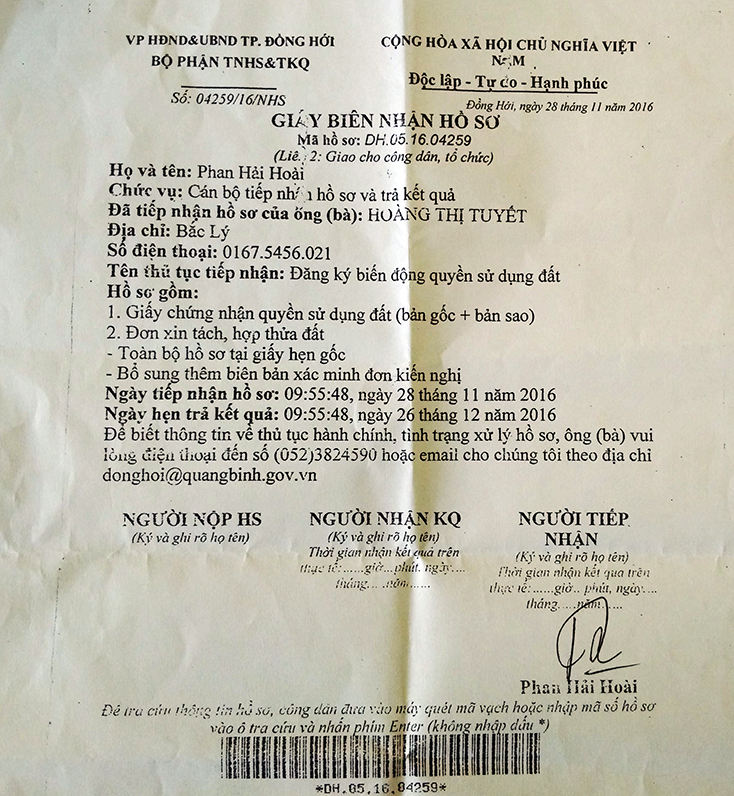 VP HĐND&UBND TP. ĐỒNG HỚI
BỘ PHẬN TNHS&TKQ
Số: 04259/16/NHS
CỘNG HÒA XÃ HỘI CHỦ NGHĨA VIỆT
NAM
Độc lập - Tự do - Hạnh phúc
Đồng Hới, ngày 28 tháng 11 năm 2016
GIẤY BIÊN NHẬN HỒ SƠ
Mã hồ sơ: DH.05.16.04259
(Liên 2: Giao cho công dân, tổ chức)
Họ và tên: Phan Hải Hoài
Chức vụ: Cán bộ tiếp nhận hồ sơ và trả kết quả
Đã tiếp nhận hồ sơ của ông (bà): HOÀNG THỊ TUYẾT
Địa chỉ: Bắc Lý
Số điện thoại: 0167.5456.021
Tên thủ tục tiếp nhận: Đăng ký biến động quyền sử dụng đất
Hồ sơ gồm:
1. Giấy chứng nhận quyền sử dụng đất (bản gốc + bản sao)
2. Đơn xin tách, hợp thửa đất
- Toàn bộ hồ sơ tại giấy hẹn gốc
- Bổ sung thêm biên bản xác minh đơn kiến nghị
Ngày tiếp nhận hồ sơ: 09:55:48, ngày 28 tháng 11 năm 2016
Ngày hẹn trả kết quả: 09:55:48, ngày 26 tháng 12 năm 2016
Để biết thông tin về thủ tục hành chính, tình trạng xử lý hồ sơ, ông (bà) vui
lòng điện thoại đến số (052)3824590 hoặc email cho chúng tôi theo địa chỉ
donghoi@quangbinh.gov.vn
NGƯỜI NỘP HS
(Ký và ghi rõ họ tên)
NGƯỜI NHẬN KQ
(Ký và ghi rõ họ tên)
Thời gian nhận kết quả trên
thực tế:......giờ...phút, ngày....
tháng.....năm......
NGƯỜI TIẾP
NHẬN
(Ký và ghi rõ họ tên)
Thời gian nhận kết qua trên
thực tế:......giờ.. phút, ngày....
tháng.....năm......
Phan Hải Hoài
Để tra cứu thông tin hồ sơ, công dân đưa vào máy quét mã vạch hoặc nhập mã số hồ sơ
vào ô tra cứu và nhấn phím Enter (không nhập dấu *)
*DH.05.16.04259*